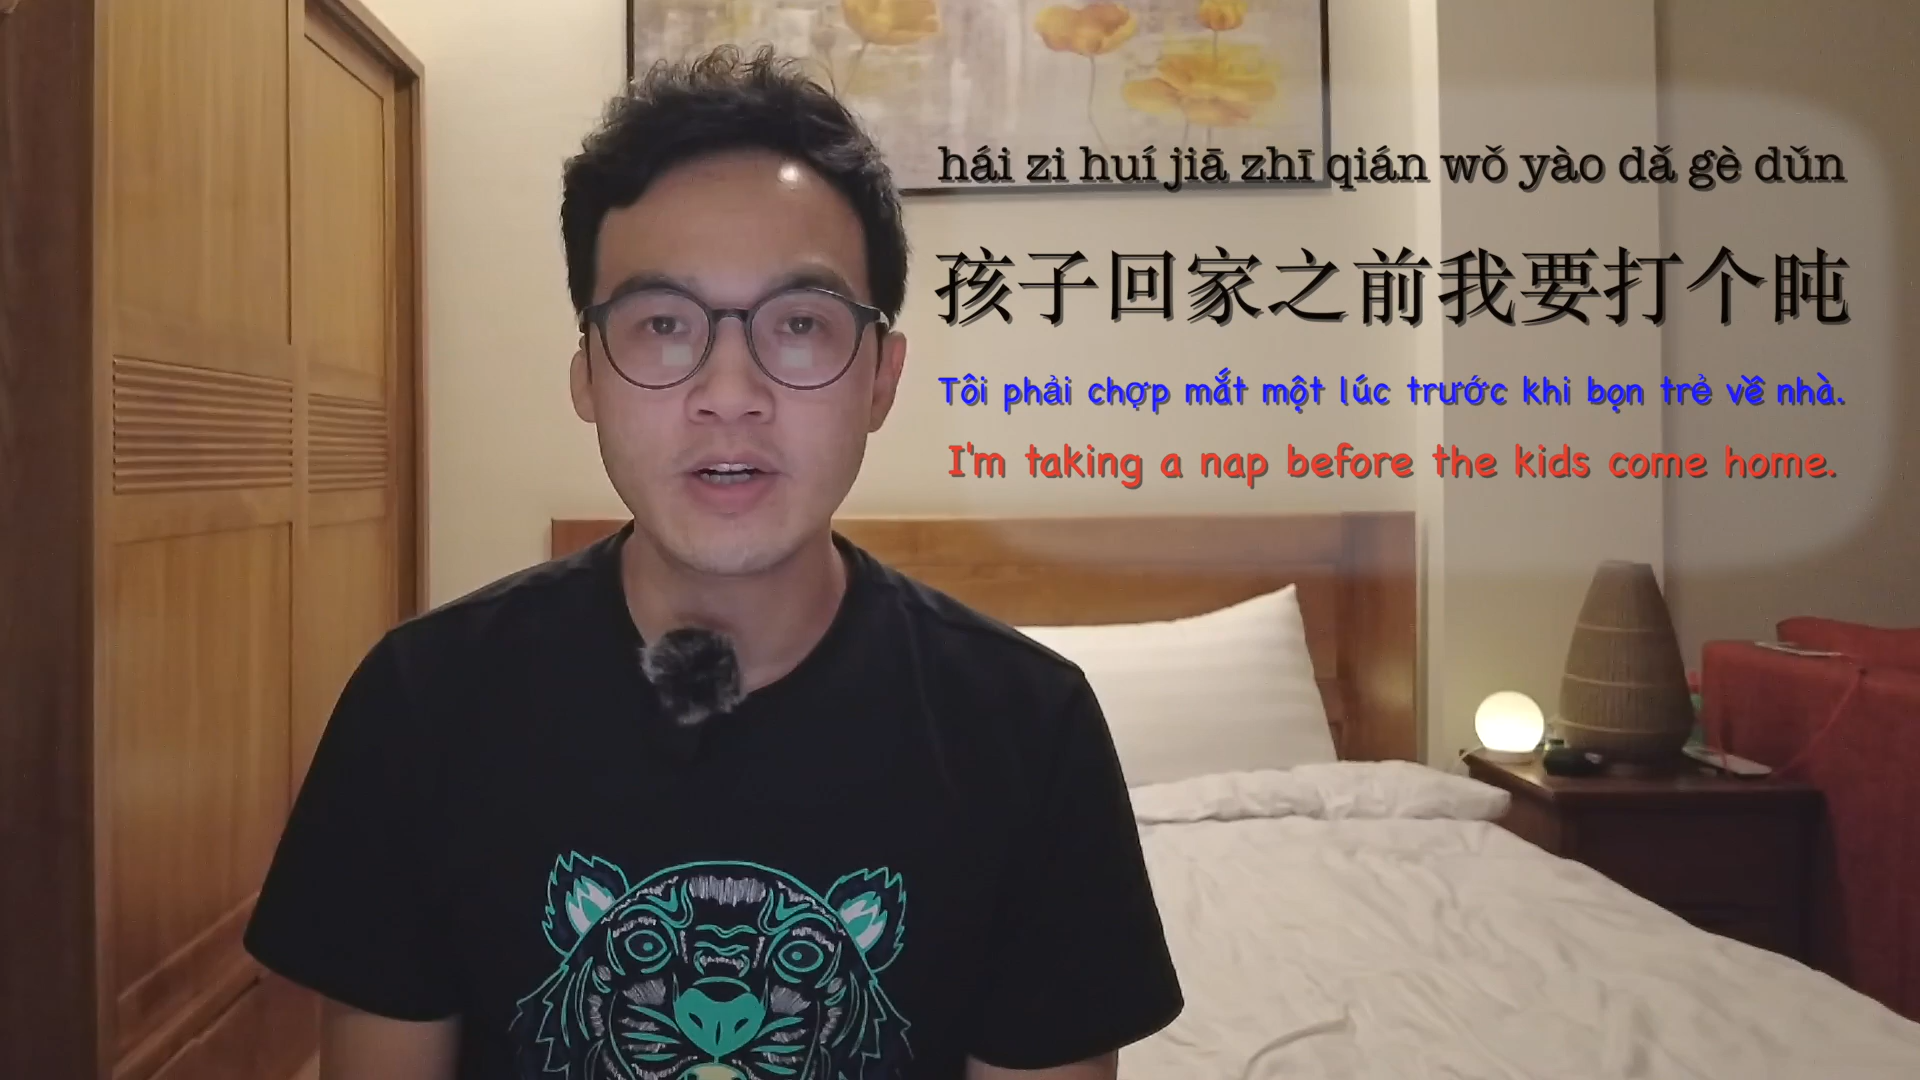 hái zi huí jiā zhī qián wǒ yào dǎ gè dǔn
孩子回家之前我要打个盹
Tôi phải chợp mắt một lúc trước khi bọn trẻ về nhà.
I'm taking a nap before the kids come home.